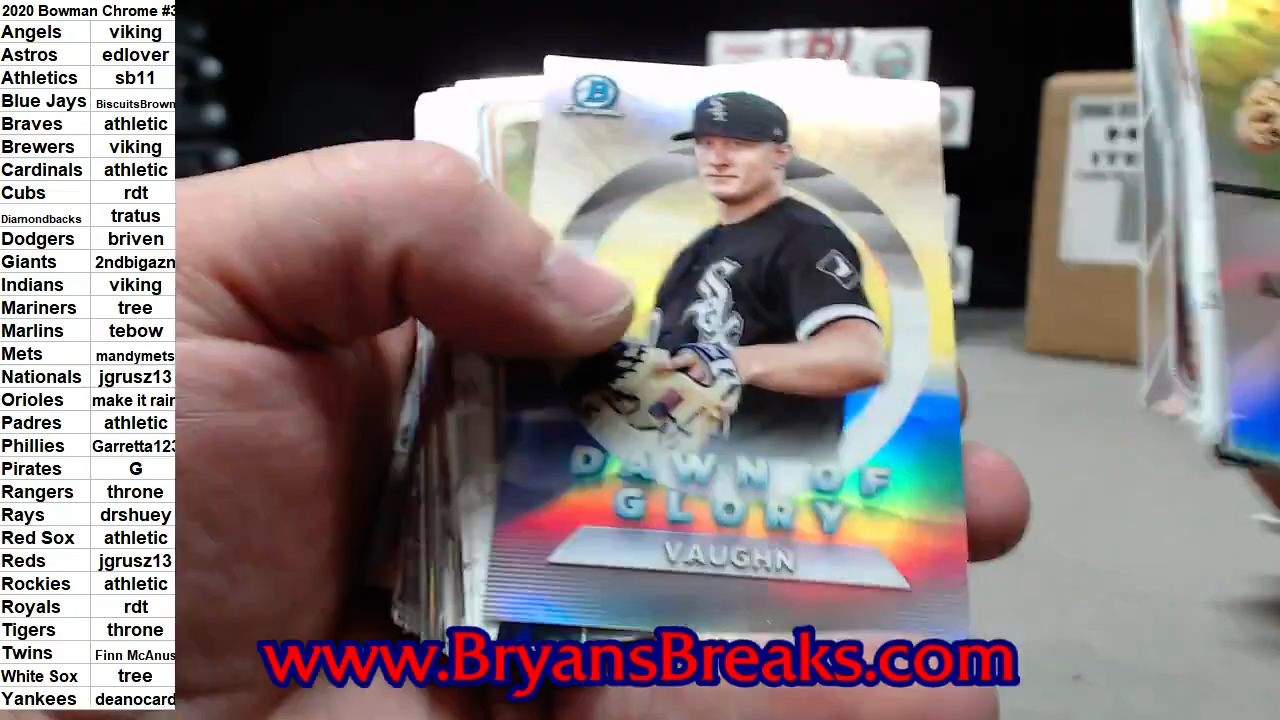 2020 Bowman Chrome #3
Angels viking
Astros edlover
Athletics sb11
Blue Jays BiscuitsBrown
Braves athletic
Brewers viking
Cardinals athletic
Cubs rdt
Diamondbacks tratus
Dodgers briven
Giants 2ndbigazn
Indians viking
Mariners tree
Marlins tebow
Mets mandymets
Nationals jgrusz13
Orioles make it rain
Padres athletic
Phillies Garretta123
Pirates G
Rangers throne
Rays drshuey
Red Sox athletic
Reds jgrusz13
Rockies athletic
Royals rdt
Tigers throne
Twins Finn McAnus
White Sox tree
Yankees deanocard
B
Sox
DAWN OF
GLORY
VAUGHN
www.BryansBreaks.com